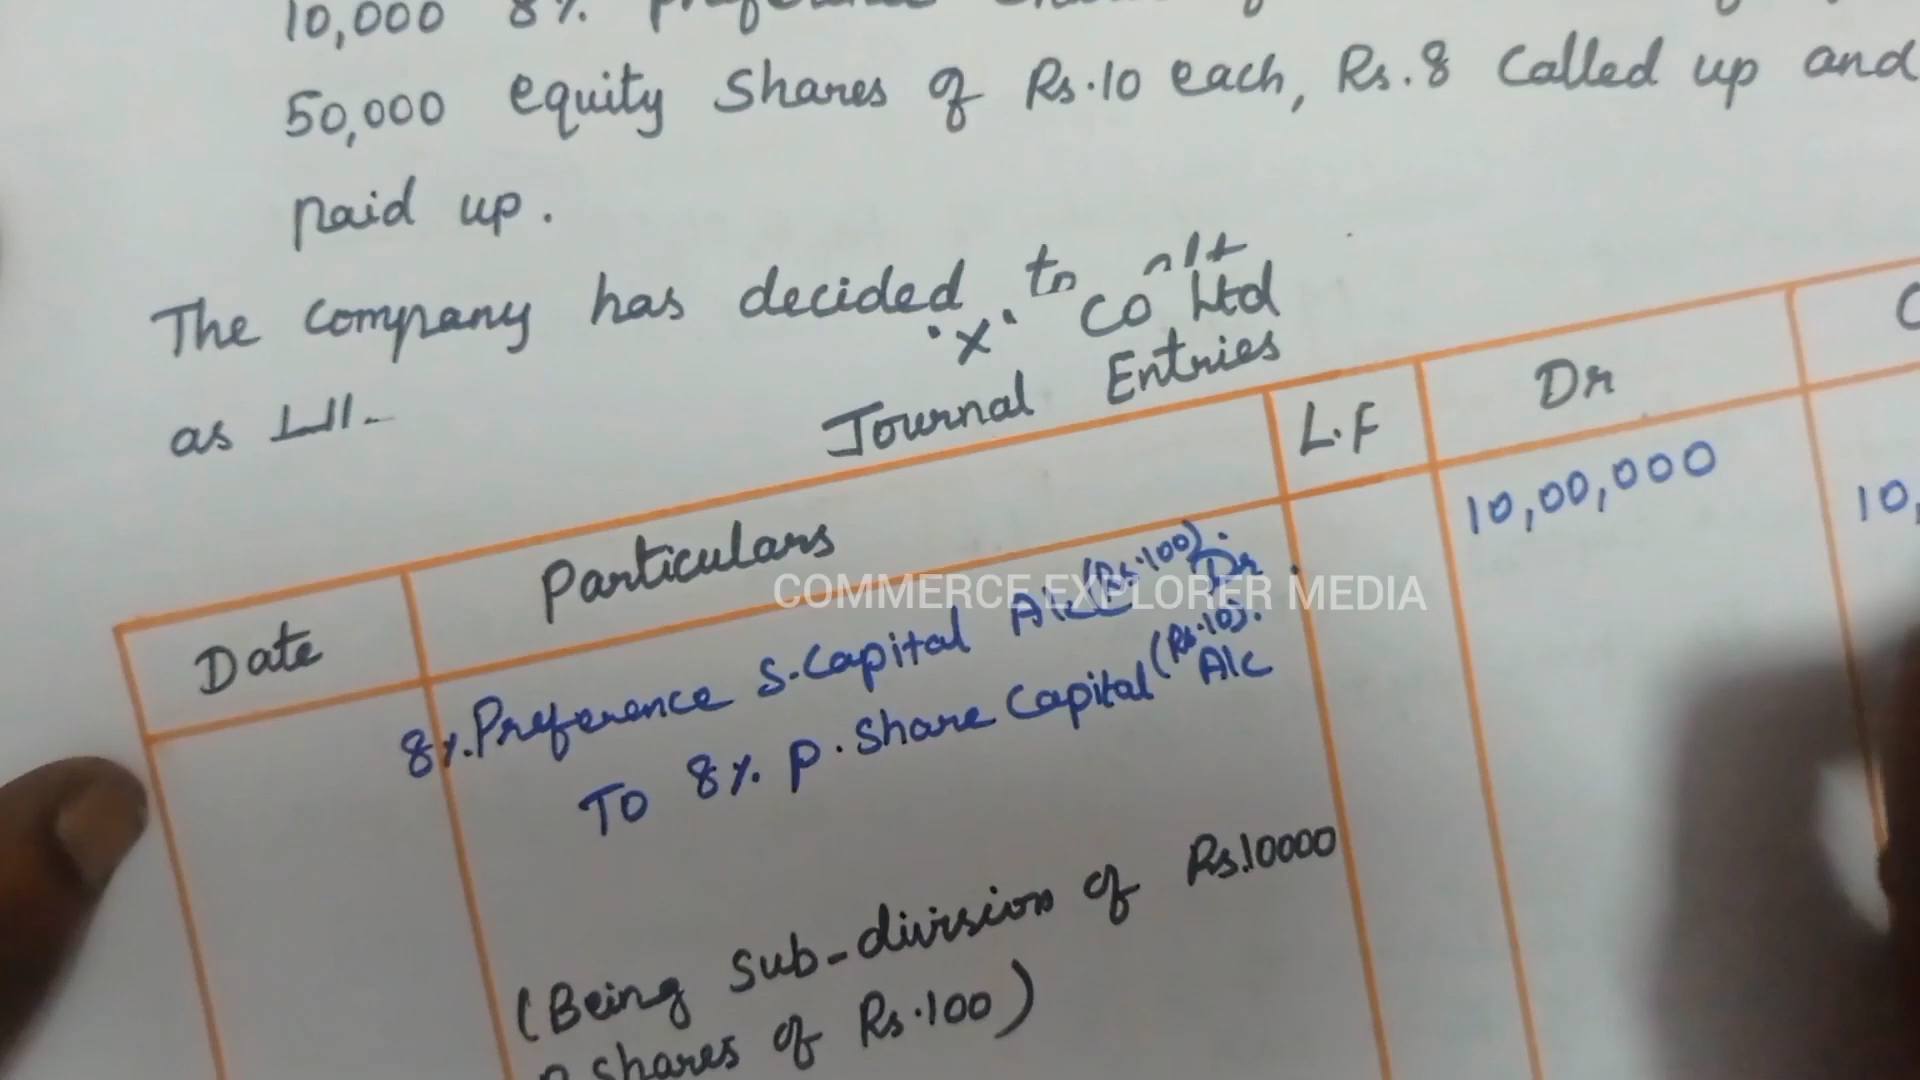 10,000 8%. preference
50,000 equity shares of Rs.10 each, Rs.8 called up and
paid up.
The company has decided to
as
"X" Co Ltd
Journal Entries
Date Particulars L.F Dr
8%.Preference S.Capital A/c (Rs.100). Dr 10,00,000 10,
To 8%. P.Share Capital (Rs.10). A/c
(Being sub-division of Rs.10000
shares of Rs.100)
COMMERCE EXPLORER MEDIA